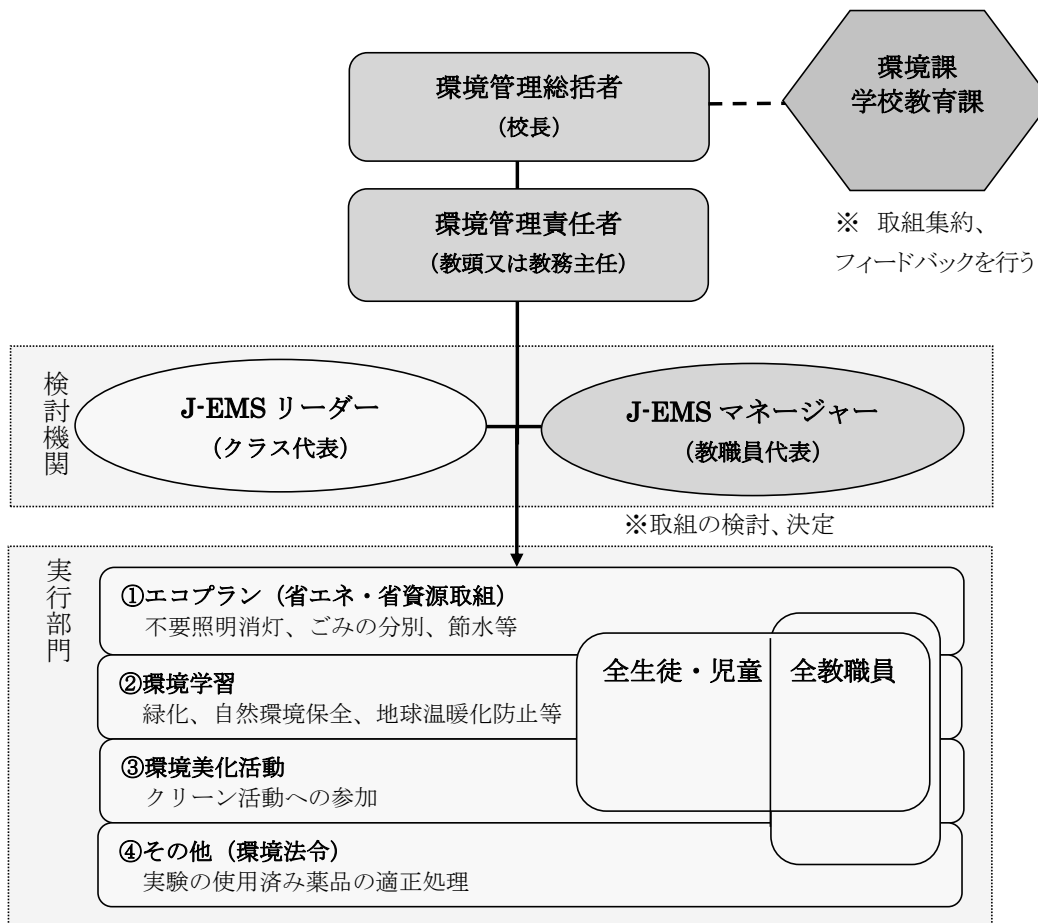 環境管理総括者
（校長）
環境課
学校教育課
環境管理責任者
（教頭又は教務主任）
※　取組集約、
フィードバックを行う
検討機関
J-EMS リーダー
（クラス代表）
J-EMS マネージャー
（教職員代表）
※取組の検討、決定
実行部門
①エコプラン（省エネ・省資源取組）
不要照明消灯、ごみの分別、節水等
全生徒・児童
全教職員
②環境学習
緑化、自然環境保全、地球温暖化防止等
③環境美化活動
クリーン活動への参加
④その他（環境法令）
実験の使用済み薬品の適正処理